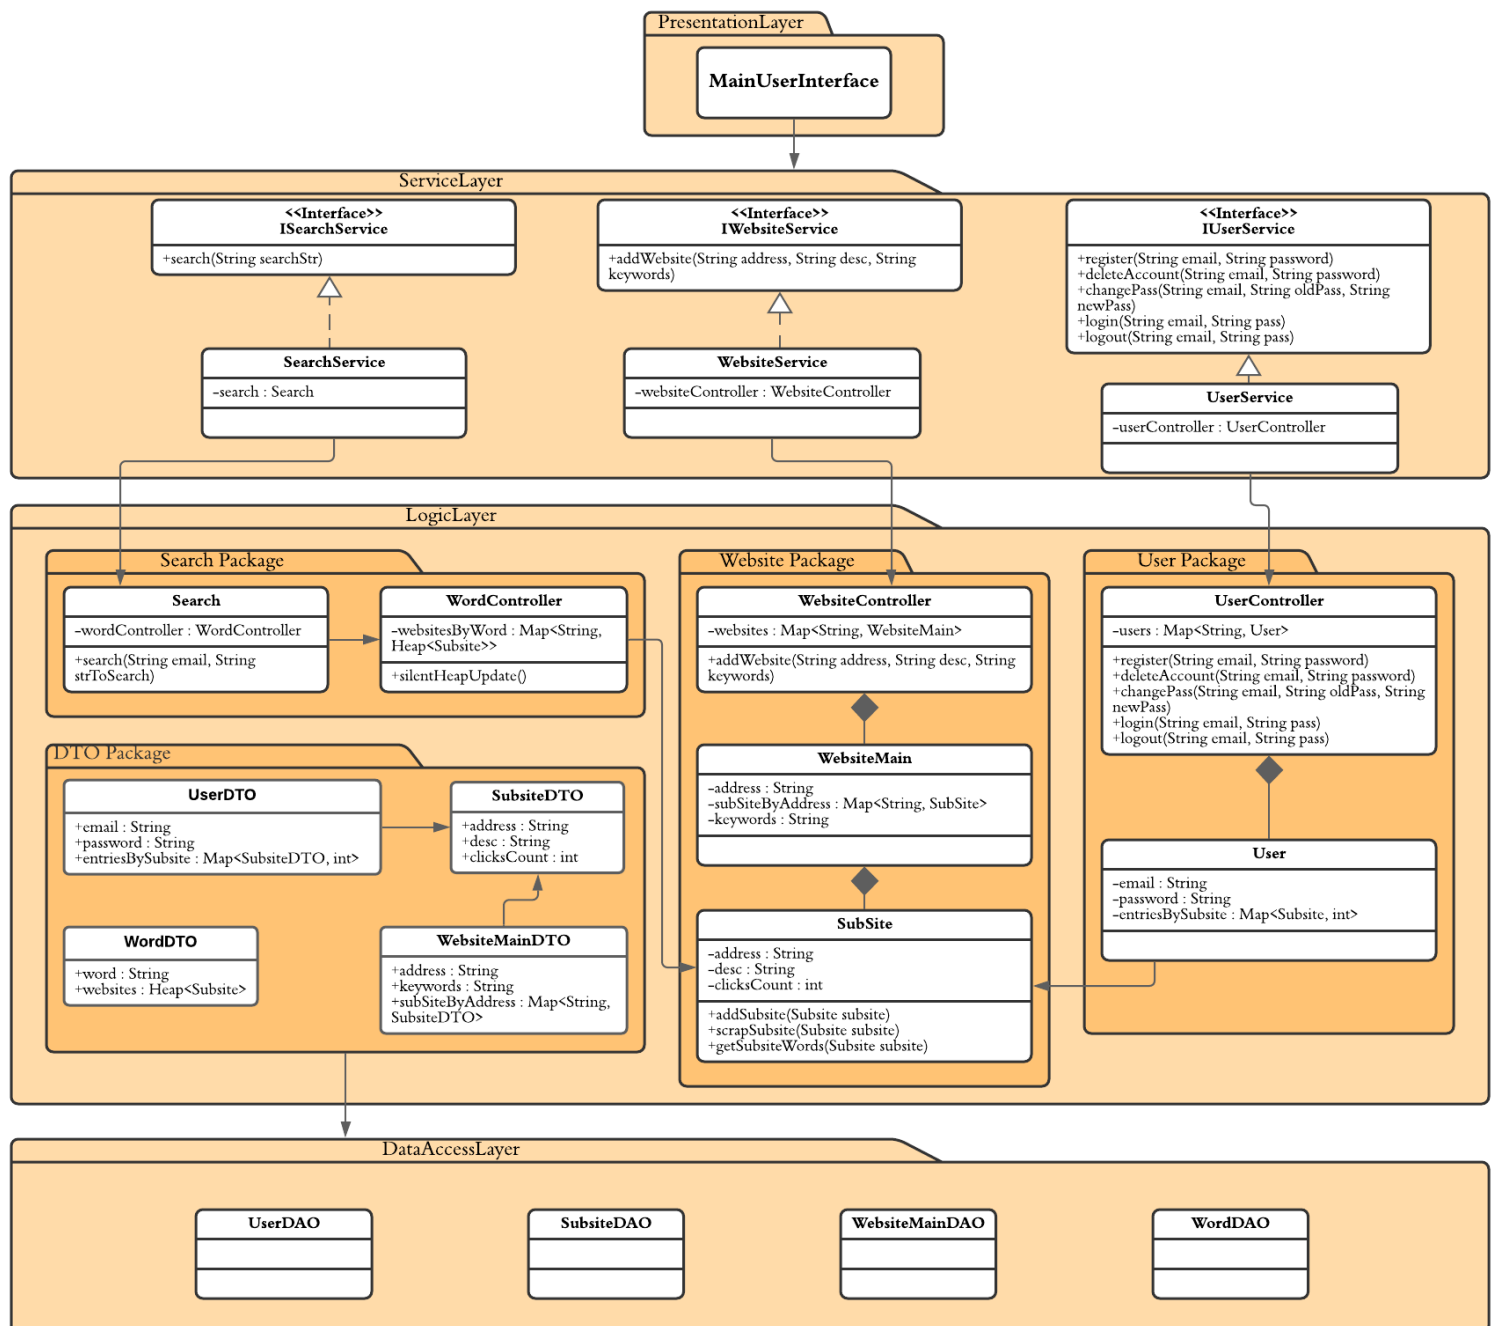 PresentationLayer
MainUserInterface
ServiceLayer
<<Interface>>
ISearchService
+search(String searchStr)
<<Interface>>
IWebsiteService
+addWebsite(String address, String desc, String
keywords)
<<Interface>>
IUserService
+register(String email, String password)
+deleteAccount(String email, String password)
+changePass(String email, String oldPass, String
newPass)
+login(String email, String pass)
+logout(String email, String pass)
SearchService
-search : Search
WebsiteService
-websiteController : WebsiteController
UserService
-userController : UserController
LogicLayer
Search Package
Search
-wordController : WordController
+search(String email, String
strToSearch)
WordController
-websitesByWord : Map<String,
Heap<Subsite>>
+silentHeapUpdate()
Website Package
WebsiteController
-websites : Map<String, WebsiteMain>
+addWebsite(String address, String desc, String
keywords)
WebsiteMain
-address : String
-subSiteByAddress : Map<String, SubSite>
-keywords : String
SubSite
-address : String
-desc : String
-clicksCount : int
+addSubsite(Subsite subsite)
+scrapSubsite(Subsite subsite)
+getSubsiteWords(Subsite subsite)
User Package
UserController
-users : Map<String, User>
+register(String email, String password)
+deleteAccount(String email, String password)
+changePass(String email, String oldPass, String
newPass)
+login(String email, String pass)
+logout(String email, String pass)
User
-email : String
-password : String
-entriesBySubsite : Map<Subsite, int>
DTO Package
UserDTO
+email : String
+password : String
+entriesBySubsite : Map<SubsiteDTO, int>
SubsiteDTO
+address : String
+desc : String
+clicksCount : int
WordDTO
+word : String
+websites : Heap<Subsite>
WebsiteMainDTO
+address : String
+keywords : String
+subSiteByAddress : Map<String,
SubsiteDTO>
DataAccessLayer
UserDAO
SubsiteDAO
WebsiteMainDAO
WordDAO